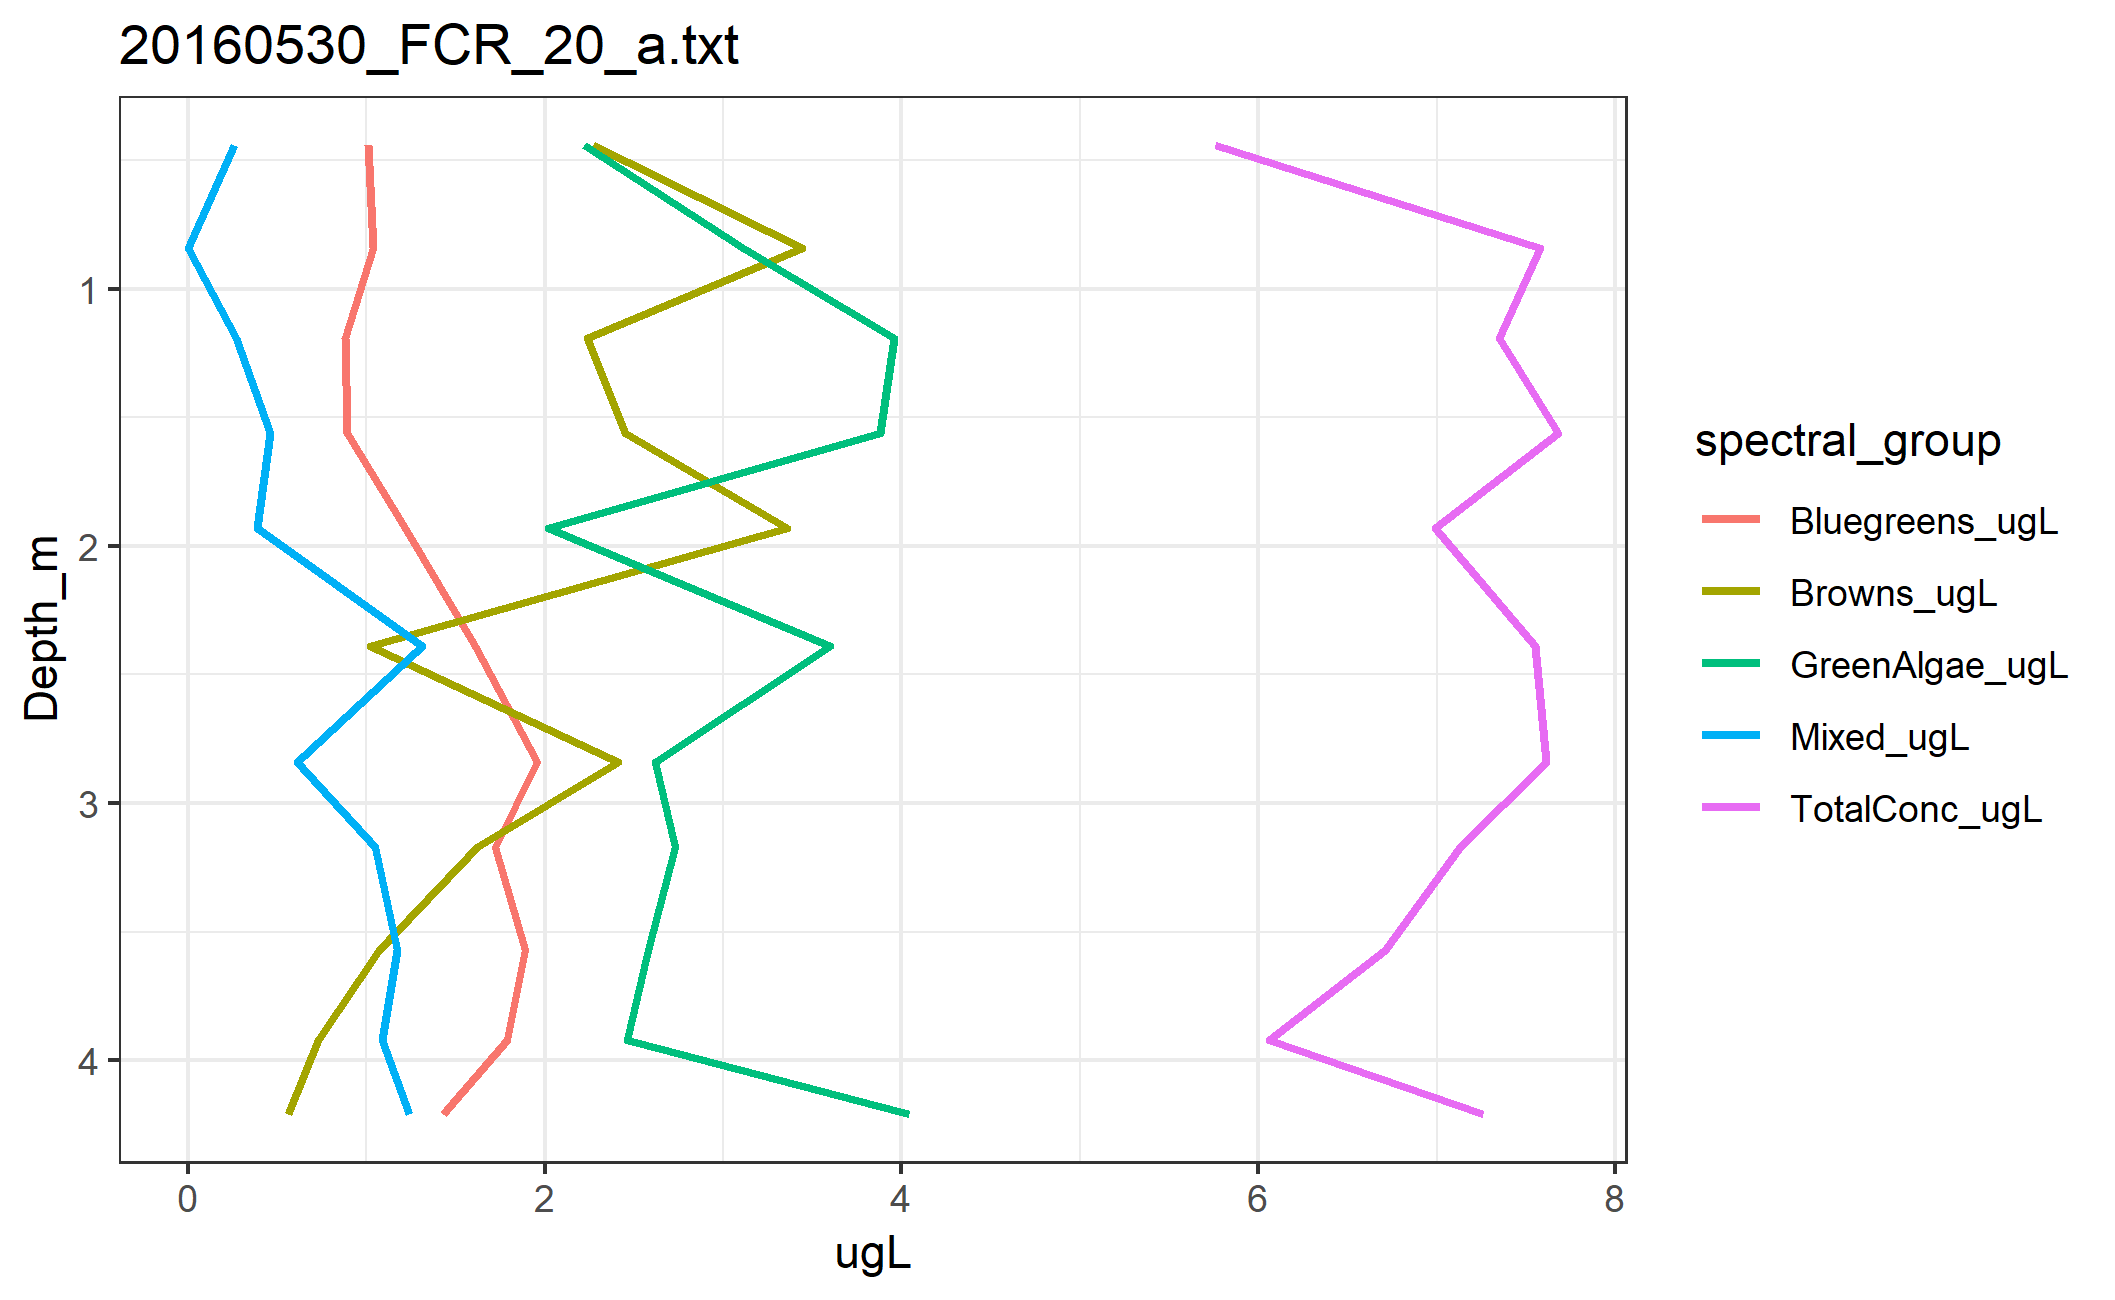 20160530_FCR_20_a.txt
Depth_m
1
2
3
4
0 2 4 6 8
ugL
spectral_group
Bluegreens_ugL
Browns_ugL
GreenAlgae_ugL
Mixed_ugL
TotalConc_ugL